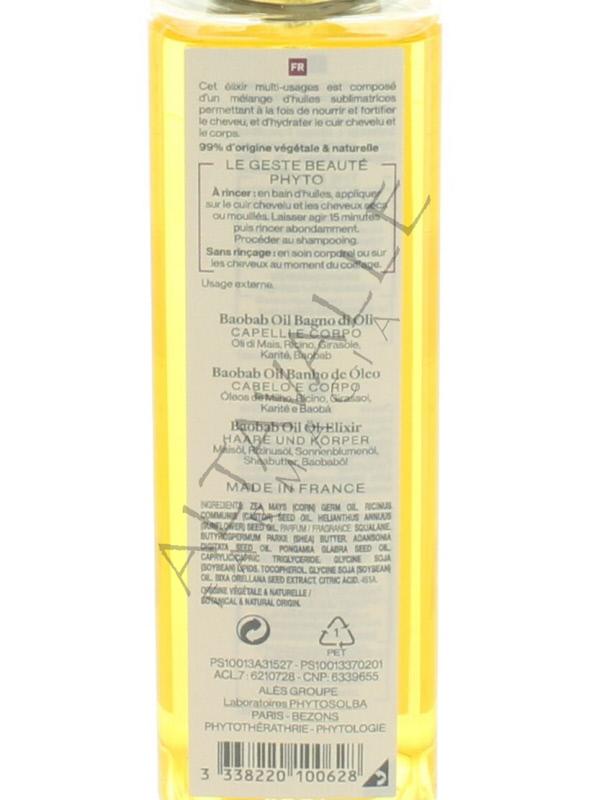 FR
Cet élixir multi-usages est composé
d'un mélange d'huiles sublimatrices
permettant à la fois de nourrir et fortifier
le cheveu, et d'hydrater le cuir chevelu et
le corps.
99% d'origine végétale & naturelle
LE GESTE BEAUTÉ
PHYTO
À rincer : en bain d'huiles, appliquer
sur le cuir chevelu et les cheveux secs
ou mouillés. Laisser agir 15 minutes
puis rincer abondamment.
Procéder au shampooing.
Sans rinçage : en soin corporel ou sur
les cheveux au moment du coiffage.
Usage externe.
Baobab Oil Bagno di Oli
CAPELLI E CORPO
Oli di Mais, Ricino, Girasole,
Karité, Baobab
Baobab Oil Banho de Óleo
CABELO E CORPO
Óleos de Milho, Rícino, Girassol,
Karité e Baobá
Baobab Oil Öl-Elixir
HAARE UND KÖRPER
Maisöl, Rizinusöl, Sonnenblumenöl,
Sheabutter, Baobaböl
MADE IN FRANCE
INGREDIENTS: ZEA MAYS (CORN) GERM OIL, RICINUS
COMMUNIS (CASTOR) SEED OIL, HELIANTHUS ANNUUS
(SUNFLOWER) SEED OIL, PARFUM / FRAGRANCE, SQUALANE,
BUTYROSPERMUM PARKII (SHEA) BUTTER, ADANSONIA
DIGITATA SEED OIL, PONGAMIA GLABRA SEED OIL,
CAPRYLIC/CAPRIC TRIGLYCERIDE, GLYCINE SOJA
(SOYBEAN) LIPIDS, TOCOPHEROL, GLYCINE SOJA (SOYBEAN)
OIL, BIXA ORELLANA SEED EXTRACT, CITRIC ACID. 451A.
ORIGINE VÉGÉTALE & NATURELLE /
BOTANICAL & NATURAL ORIGIN.
1
PET
PS10013A31527 - PS10013370201
ACL.7 : 6210728 - CNP: 6339655
ALÈS GROUPE
Laboratoires PHYTOSOLBA
PARIS - BEZONS
PHYTOTHÉRATHRIE - PHYTOLOGIE
3 338220 100628
ALTAVALLE